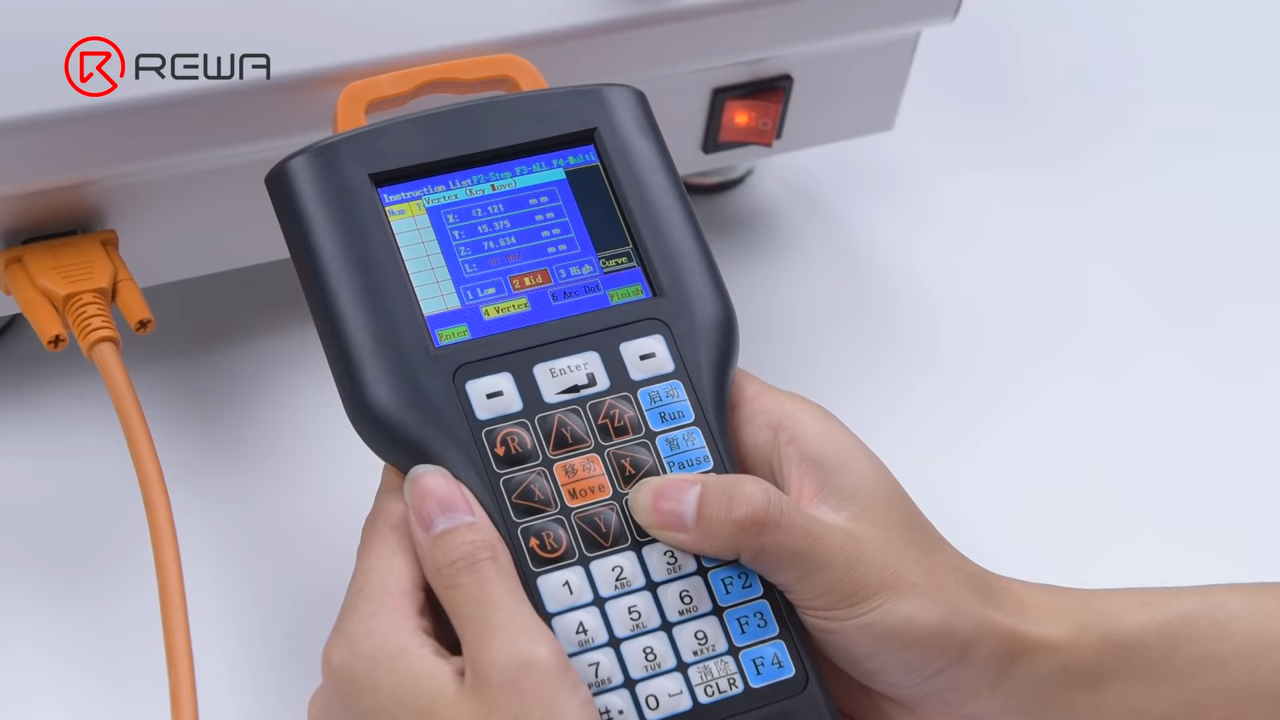 REWA
Instruction List F2-Step F3-ALL F4-Multi
Vertex (Key Move)
Num
X: 42.121 mm
Y: 15.375 mm
Z: 74.634 mm
L: mm
1 Low 2 Mid 3 High Curve
4 Vertex 6 Arc Dot Finish
Enter
- Enter -
R Y Z 启动 Run
X 移动 Move X 暂停 Pause
R Y
1 2 ABC 3 DEF
4 GHI 5 JKL 6 MNO F2
7 PQRS 8 TUV 9 WXYZ F3
# 0 清除 CLR F4